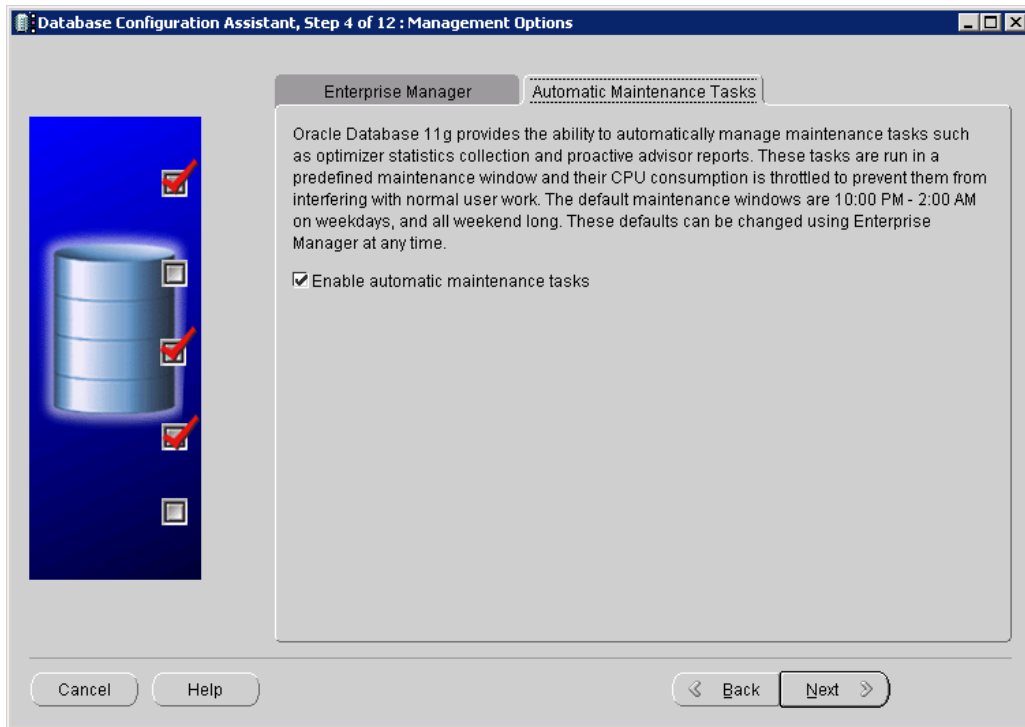 Database Configuration Assistant, Step 4 of 12 : Management Options
Enterprise Manager
Automatic Maintenance Tasks
Oracle Database 11g provides the ability to automatically manage maintenance tasks such
as optimizer statistics collection and proactive advisor reports. These tasks are run in a
predefined maintenance window and their CPU consumption is throttled to prevent them from
interfering with normal user work. The default maintenance windows are 10:00 PM - 2:00 AM
on weekdays, and all weekend long. These defaults can be changed using Enterprise
Manager at any time.
Enable automatic maintenance tasks
Cancel
Help
Back
Next